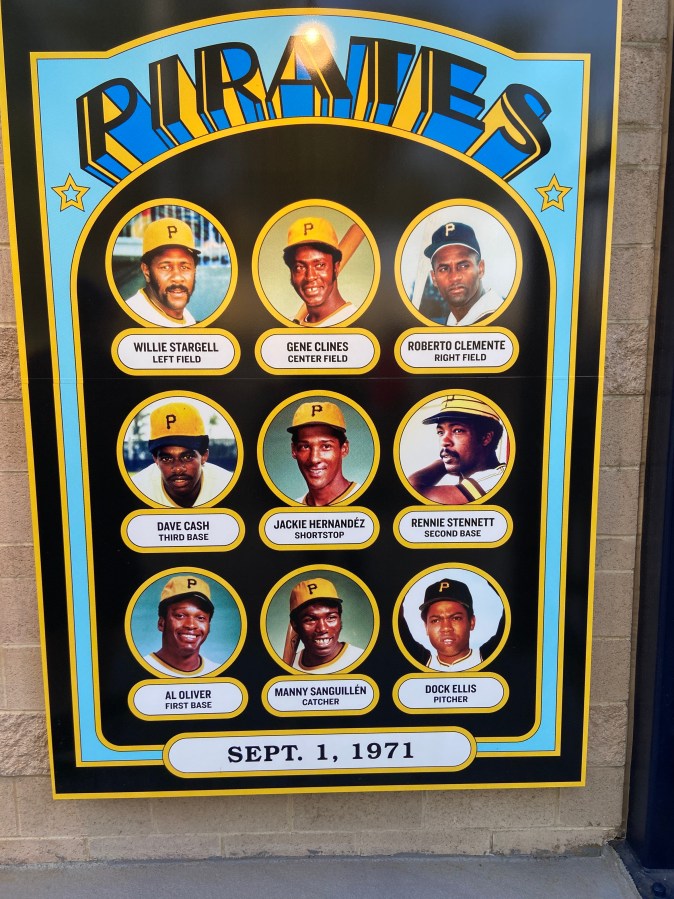 PIRATES
WILLIE STARGELL
LEFT FIELD
GENE CLINES
CENTER FIELD
ROBERTO CLEMENTE
RIGHT FIELD
DAVE CASH
THIRD BASE
JACKIE HERNANDÉZ
SHORTSTOP
RENNIE STENNETT
SECOND BASE
AL OLIVER
FIRST BASE
MANNY SANGUILLÉN
CATCHER
DOCK ELLIS
PITCHER
SEPT. 1, 1971